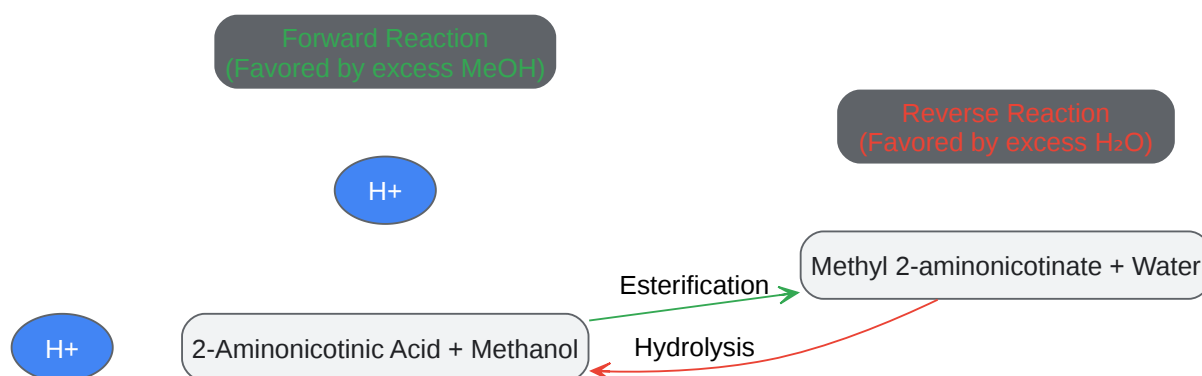 Forward Reaction
(Favored by excess MeOH)
Reverse Reaction
(Favored by excess H₂O)
H+
Methyl 2-aminonicotinate + Water
Esterification
H+
2-Aminonicotinic Acid + Methanol
Hydrolysis